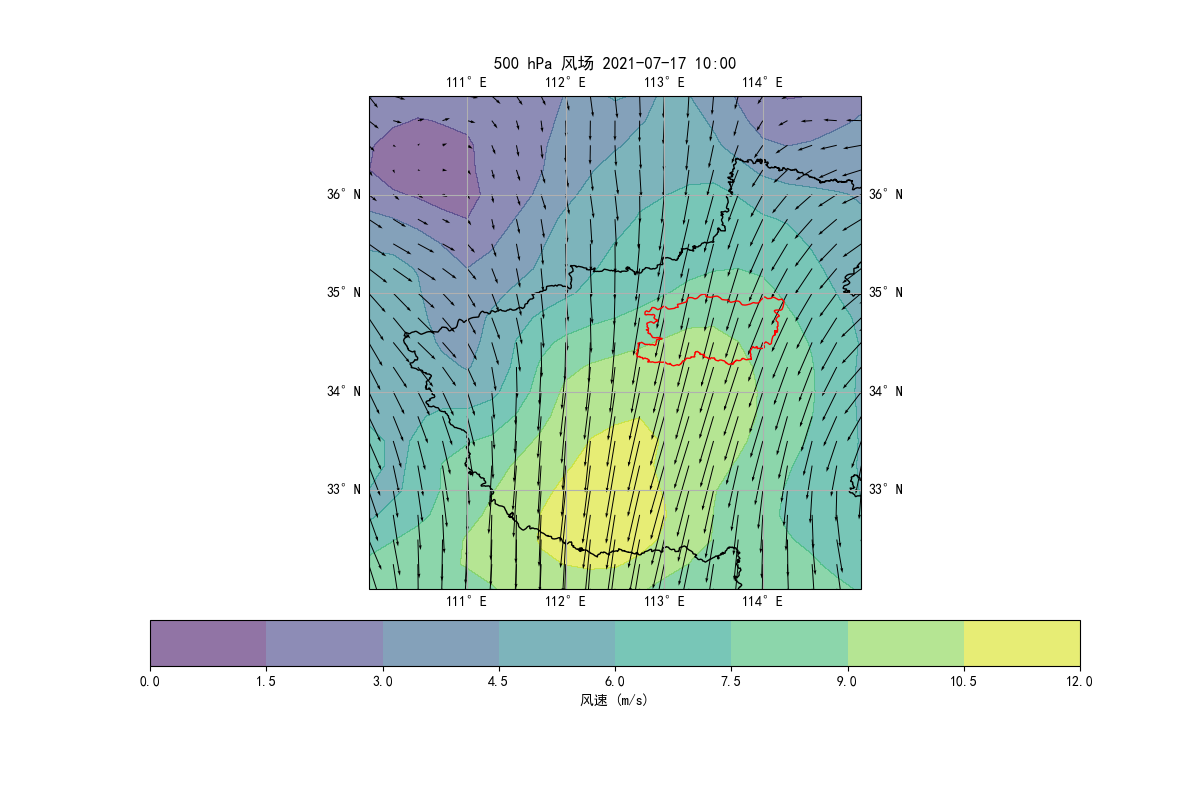 500 hPa 风场 2021-07-17 10:00
111° E 112° E 113° E 114° E
36° N 36° N
35° N 35° N
34° N 34° N
33° N 33° N
111° E 112° E 113° E 114° E
0.0 1.5 3.0 4.5 6.0 7.5 9.0 10.5 12.0
风速 (m/s)